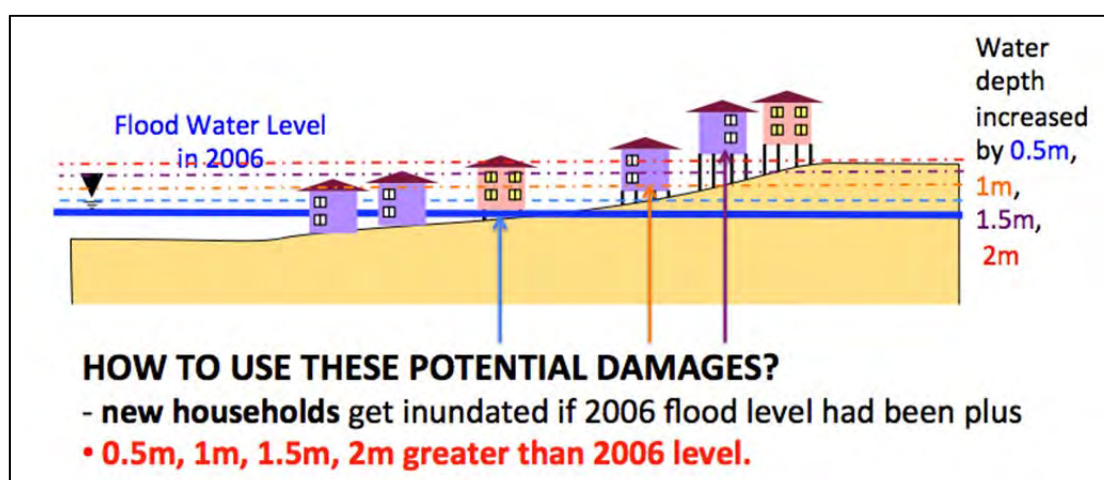 Flood Water Level
in 2006
Water
depth
increased
by 0.5m,
1m,
1.5m,
2m
HOW TO USE THESE POTENTIAL DAMAGES?
- new households get inundated if 2006 flood level had been plus
• 0.5m, 1m, 1.5m, 2m greater than 2006 level.